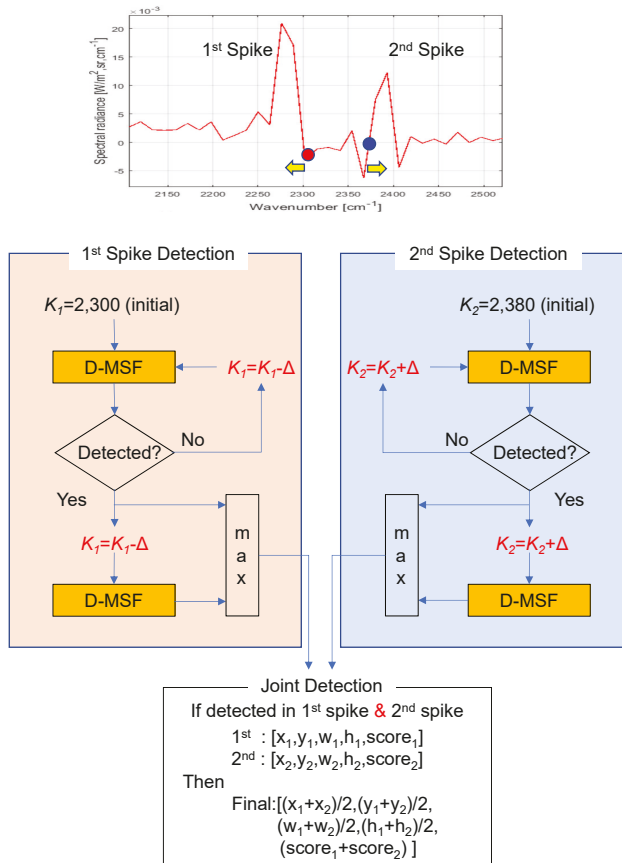 ×10⁻³
20
15
10
5
0
-5
Spectral radiance [W/m²,sr,cm⁻¹]
1st Spike
2nd Spike
2150 2200 2250 2300 2350 2400 2450 2500
Wavenumber [cm⁻¹]
1st Spike Detection
K₁=2,300 (initial)
D-MSF
K₁=K₁-Δ
Detected?
No
Yes
K₁=K₁-Δ
D-MSF
max
2nd Spike Detection
K₂=2,380 (initial)
K₂=K₂+Δ
D-MSF
No
Detected?
Yes
max
K₂=K₂+Δ
D-MSF
Joint Detection
If detected in 1st spike & 2nd spike
1st : [x₁,y₁,w₁,h₁,score₁]
2nd : [x₂,y₂,w₂,h₂,score₂]
Then
Final:[(x₁+x₂)/2,(y₁+y₂)/2,
(w₁+w₂)/2,(h₁+h₂)/2,
(score₁+score₂) ]